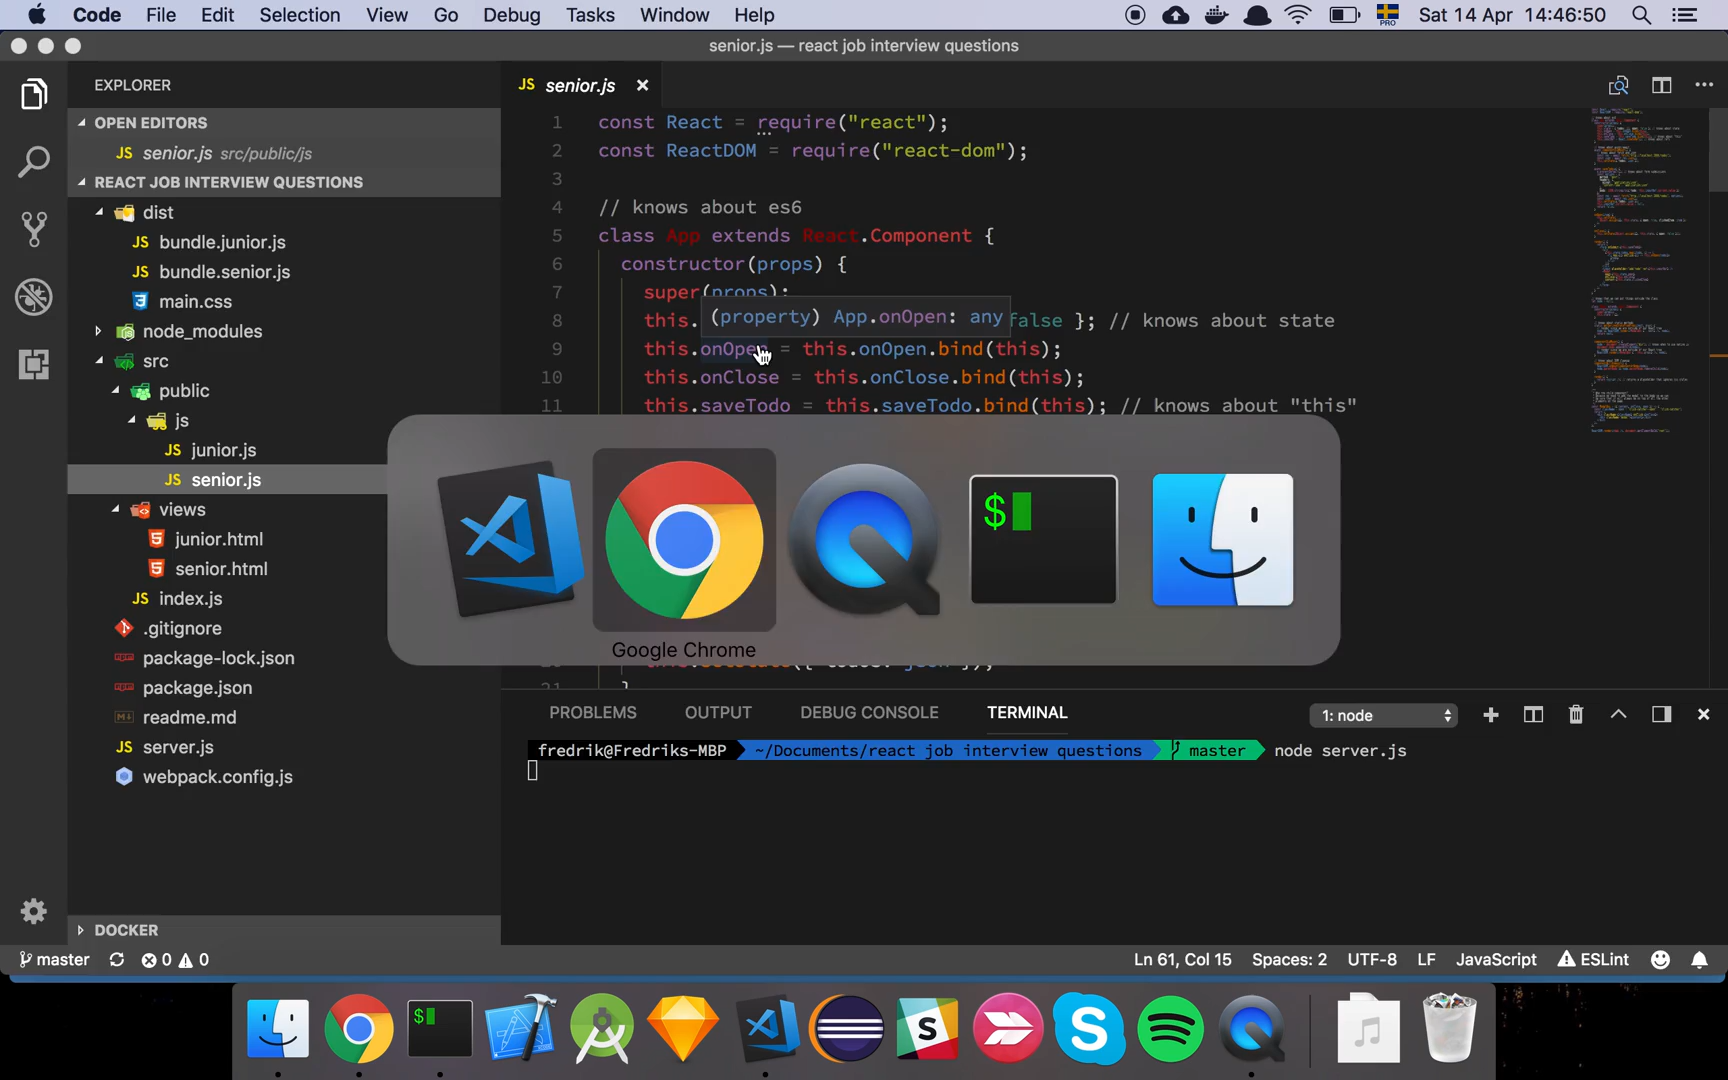 Code File Edit Selection View Go Debug Tasks Window Help PRO Sat 14 Apr 14:46:50
senior.js — react job interview questions
EXPLORER
OPEN EDITORS
JS senior.js src/public/js
REACT JOB INTERVIEW QUESTIONS
dist
JS bundle.junior.js
JS bundle.senior.js
main.css
node_modules
src
public
js
JS junior.js
JS senior.js
views
junior.html
senior.html
JS index.js
.gitignore
package-lock.json
package.json
readme.md
JS server.js
webpack.config.js
DOCKER
JS senior.js
1 const React = require("react");
2 const ReactDOM = require("react-dom");
3
4 // knows about es6
5 class App extends React.Component {
6 constructor(props) {
7 super(props);
(property) App.onOpen: any
8 this. false }; // knows about state
9 this.onOpen = this.onOpen.bind(this);
10 this.onClose = this.onClose.bind(this);
11 this.saveTodo = this.saveTodo.bind(this); // knows about "this"
$
Google Chrome
21 }
PROBLEMS OUTPUT DEBUG CONSOLE TERMINAL 1: node
fredrik@Fredriks-MBP ~/Documents/react job interview questions master node server.js
master 0 0 Ln 61, Col 15 Spaces: 2 UTF-8 LF JavaScript ESLint
$ S